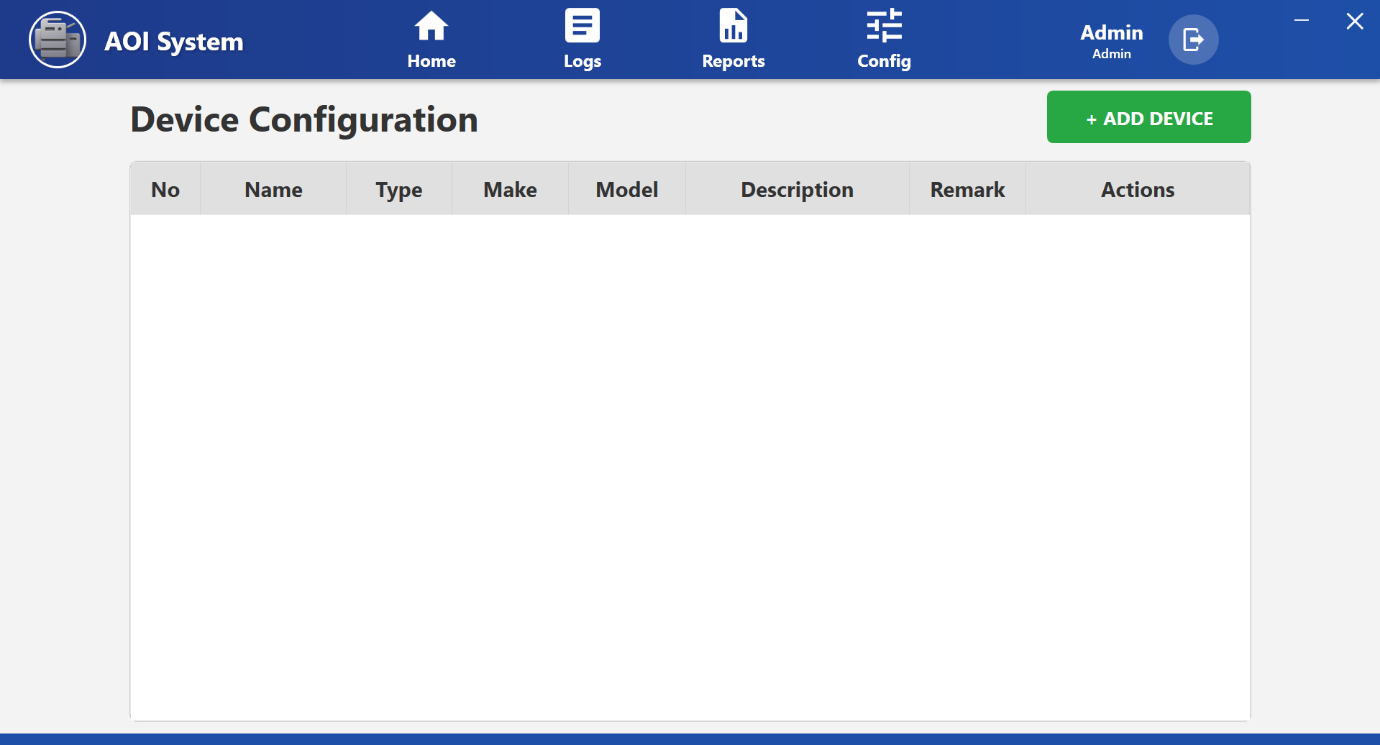 AOI System
Home
Logs
Reports
Config
Admin
Admin
Device Configuration
+ ADD DEVICE
No Name Type Make Model Description Remark Actions